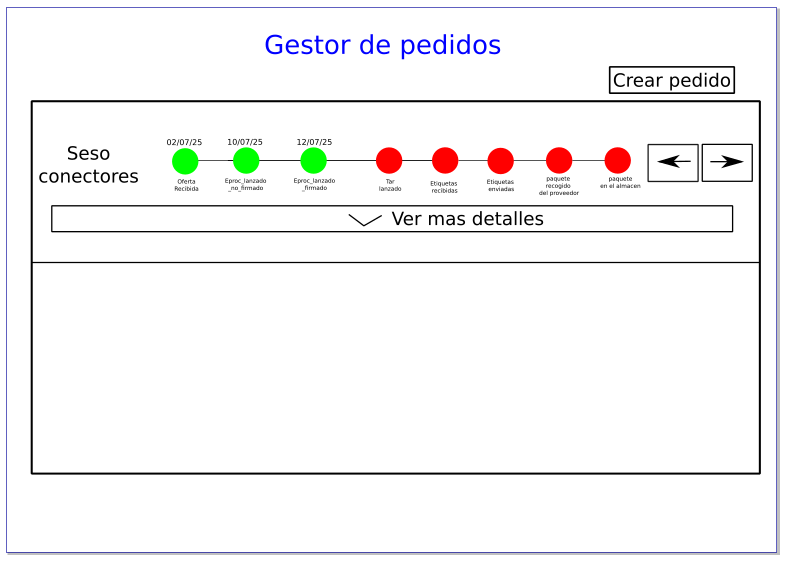 Gestor de pedidos
Crear pedido
Seso
conectores
02/07/25
Oferta
Recibida
10/07/25
Eproc_lanzado
_no_firmado
12/07/25
Eproc_lanzado
_firmado
Tar
lanzado
Etiquetas
recibidas
Etiquetas
enviadas
paquete
recogido
del proveedor
paquete
en el almacen
Ver mas detalles